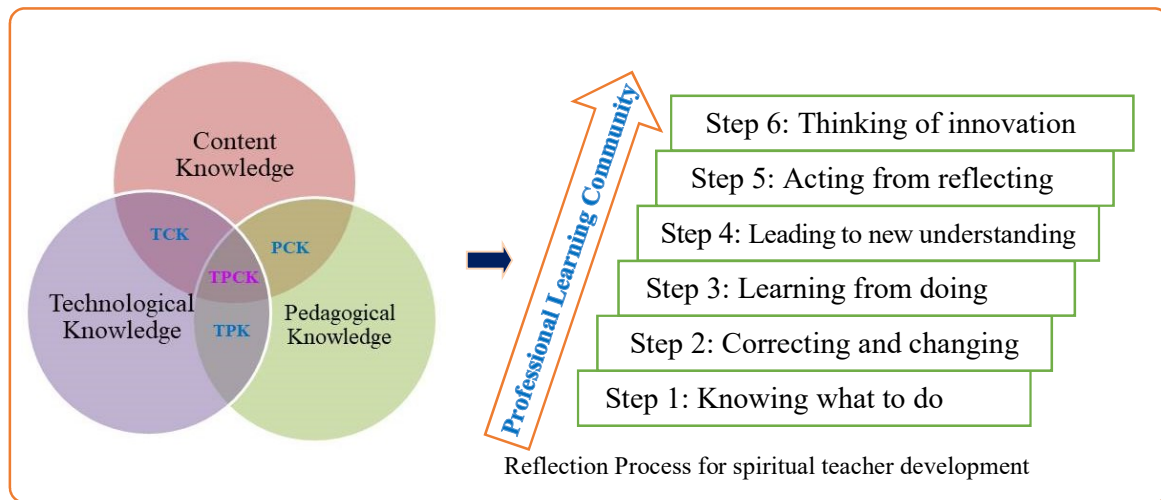 Content
Knowledge
TCK
PCK
TPCK
Technological
Knowledge
TPK
Pedagogical
Knowledge
Professional Learning Community
Step 6: Thinking of innovation
Step 5: Acting from reflecting
Step 4: Leading to new understanding
Step 3: Learning from doing
Step 2: Correcting and changing
Step 1: Knowing what to do
Reflection Process for spiritual teacher development